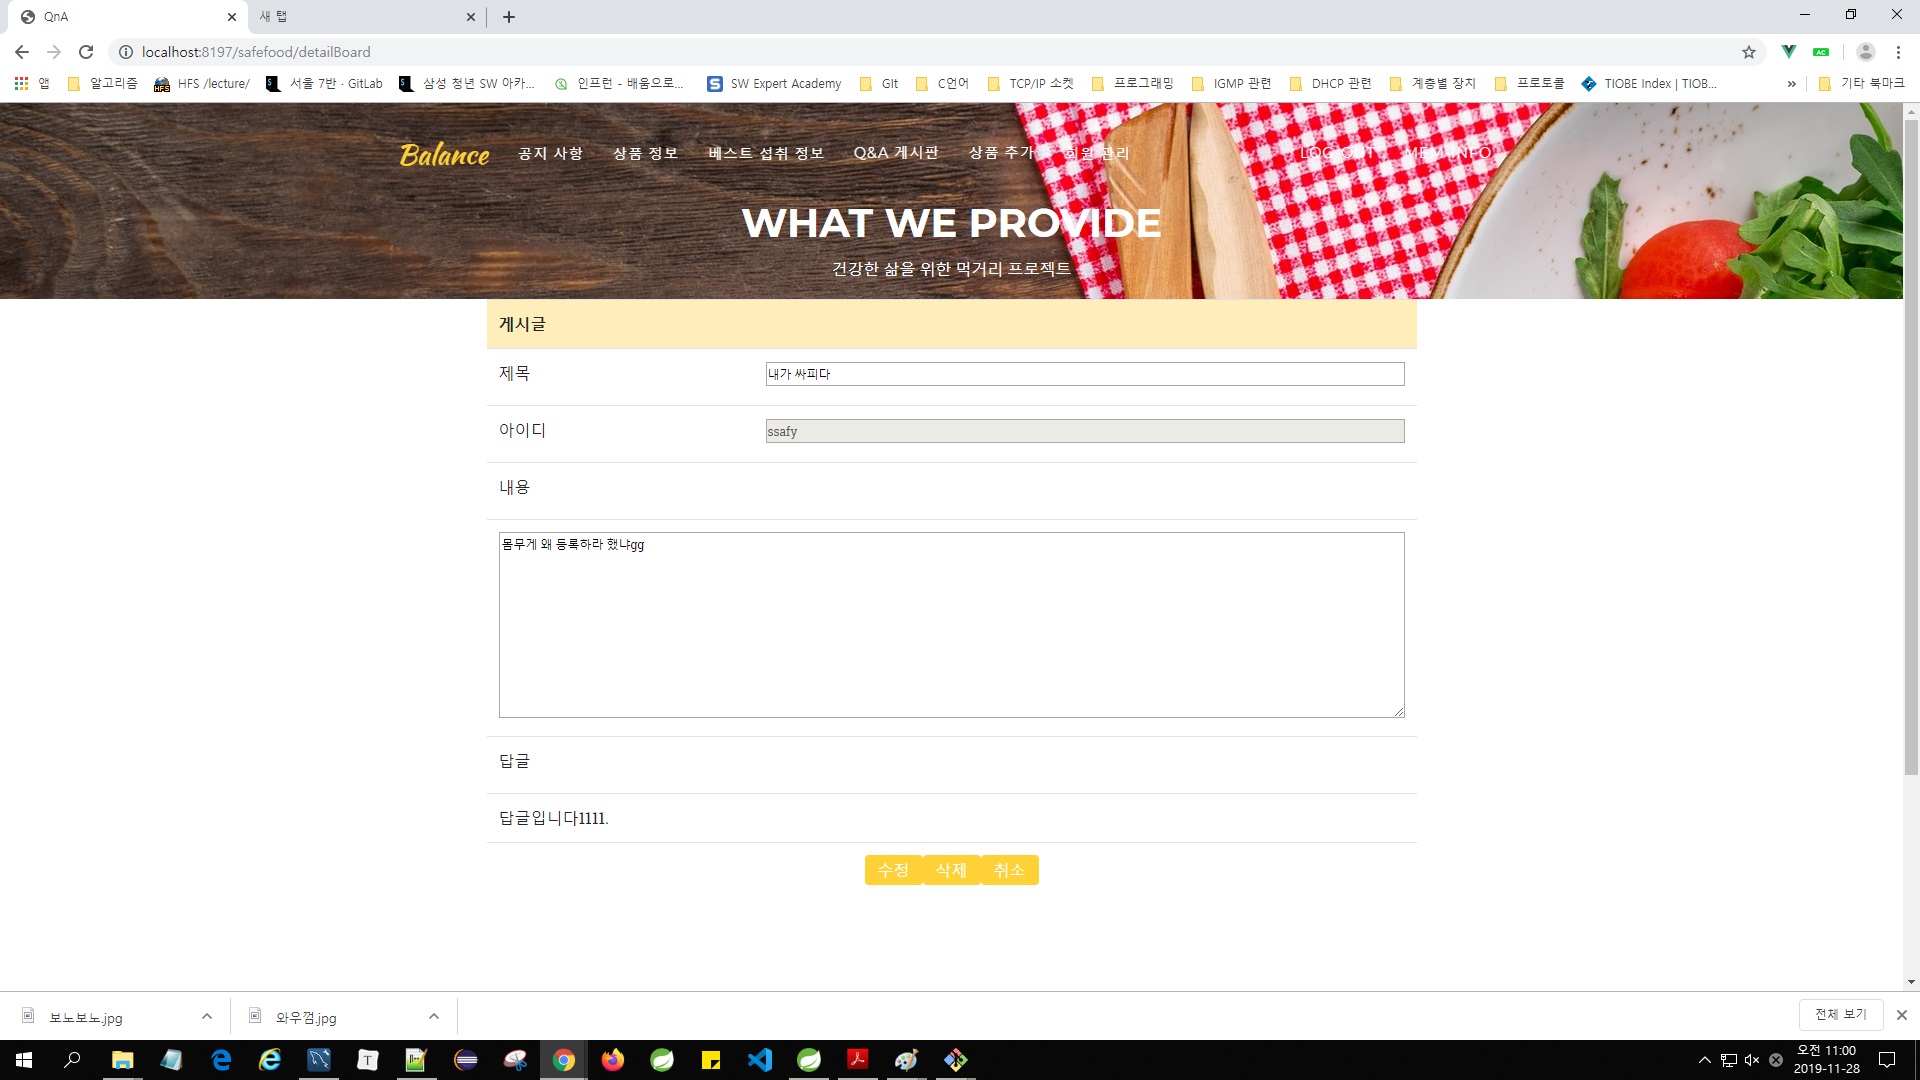 QnA
새 탭
localhost:8197/safefood/detailBoard
앱
알고리즘
HFS /lecture/
서울 7반 · GitLab
삼성 청년 SW 아카...
인프런 - 배움으로...
SW Expert Academy
GIt
C언어
TCP/IP 소켓
프로그래밍
IGMP 관련
DHCP 관련
계층별 장치
프로토콜
TIOBE Index | TIOB...
»
기타 북마크
Balance
공지 사항
상품 정보
베스트 섭취 정보
Q&A 게시판
상품 추가
회원 관리
LOG OUT
MEM INFO
WHAT WE PROVIDE
건강한 삶을 위한 먹거리 프로젝트
게시글
제목
내가 싸피다
아이디
ssafy
내용
몸무게 왜 등록하라 했냐gg
답글
답글입니다1111.
수정 삭제 취소
보노보노.jpg
와우껌.jpg
전체 보기
오전 11:00
2019-11-28